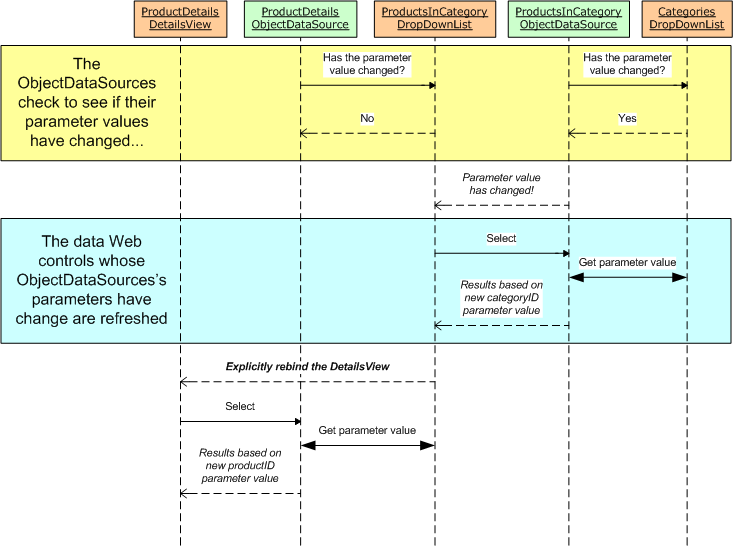 ProductDetails
DetailsView
ProductDetails
ObjectDataSource
ProductsInCategory
DropDownList
ProductsInCategory
ObjectDataSource
Categories
DropDownList
The
ObjectDataSources
check to see if their
parameter values
have changed...
Has the parameter
value changed?
Has the parameter
value changed?
No
Yes
Parameter value
has changed!
The data Web
controls whose
ObjectDataSources's
parameters have
change are refreshed
Select
Get parameter value
Results based on
new categoryID
parameter value
Explicitly rebind the DetailsView
Select
Get parameter value
Results based on
new productID
parameter value